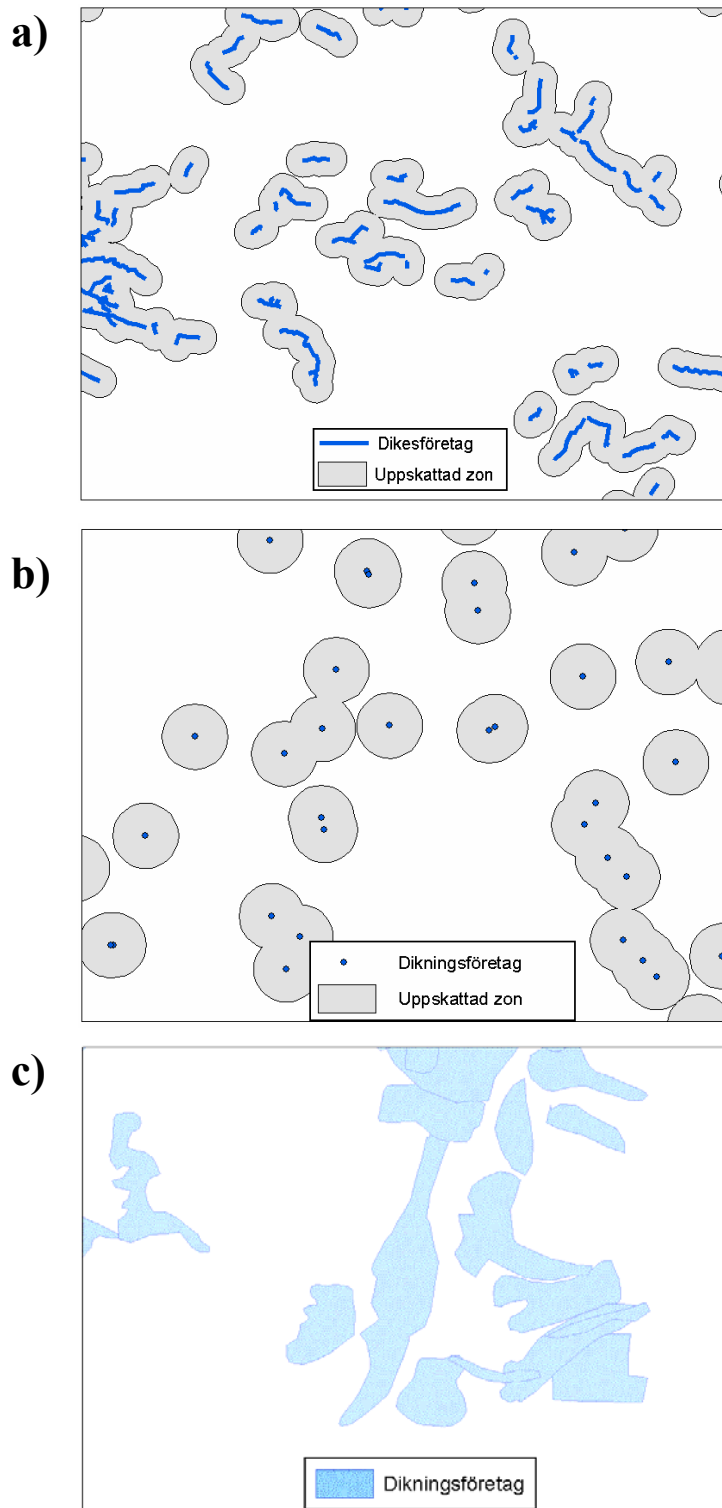 a)
Dikesföretag
Uppskattad zon
b)
Dikningsföretag
Uppskattad zon
c)
Dikningsföretag